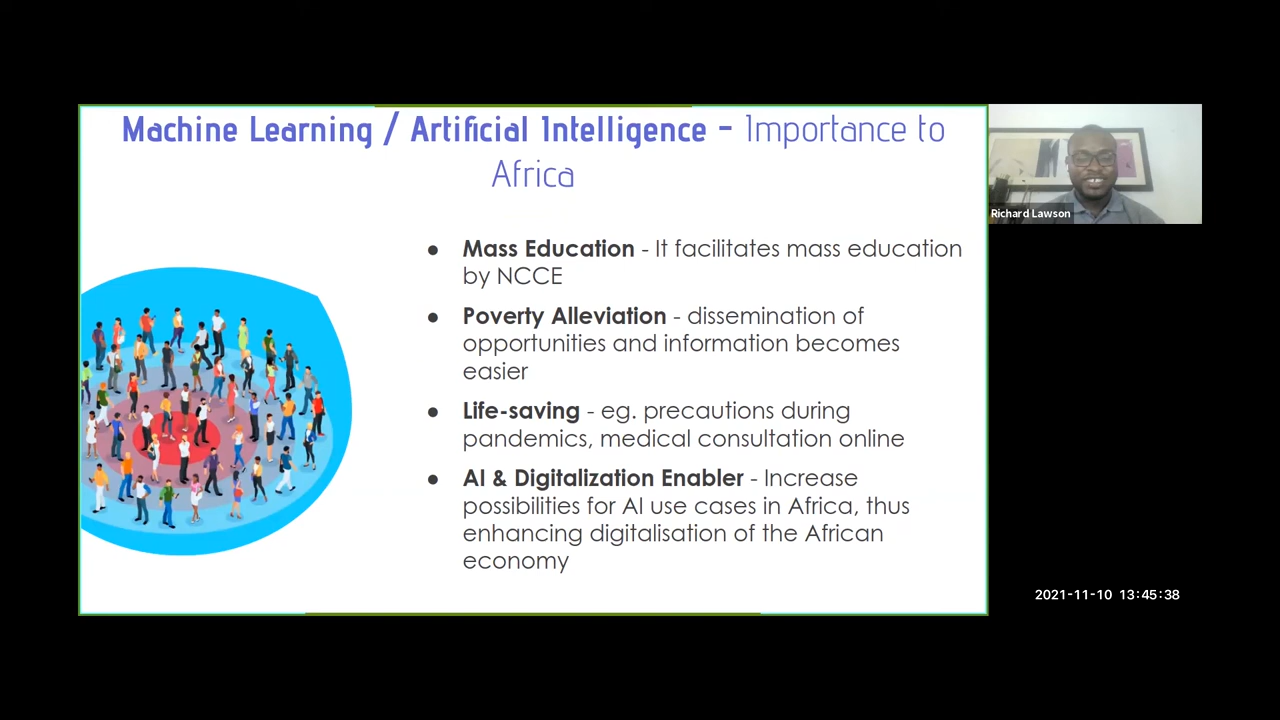 Machine Learning / Artificial Intelligence - Importance to
Africa
● Mass Education - It facilitates mass education
by NCCE
● Poverty Alleviation - dissemination of
opportunities and information becomes
easier
● Life-saving - eg. precautions during
pandemics, medical consultation online
● AI & Digitalization Enabler - Increase
possibilities for AI use cases in Africa, thus
enhancing digitalisation of the African
economy
Richard Lawson
2021-11-10 13:45:38